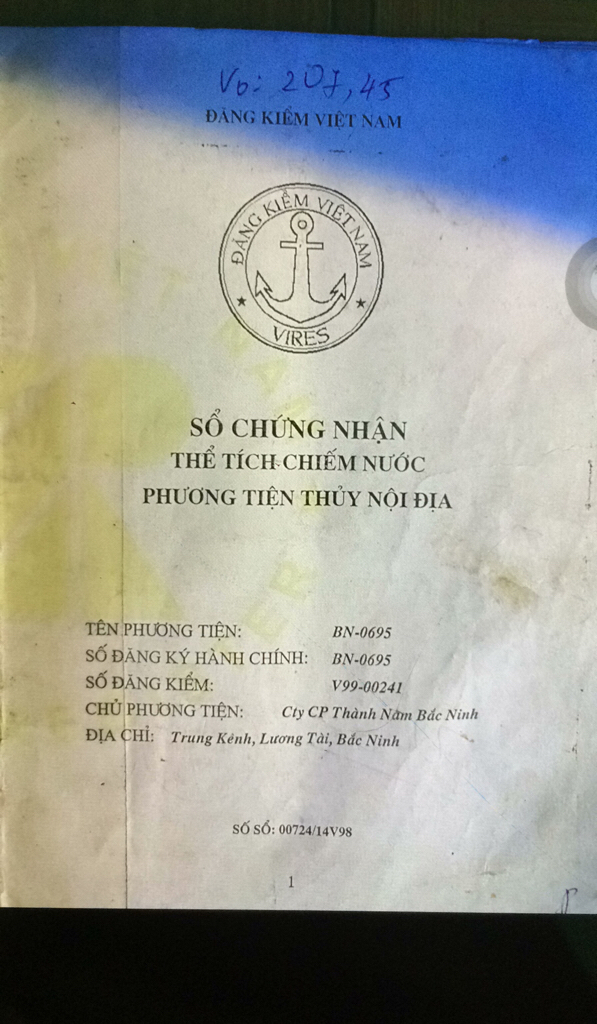 Vo: 207,45
ĐĂNG KIỂM VIỆT NAM
ĐĂNG KIỂM VIỆT NAM
VIRES
SỔ CHỨNG NHẬN
THỂ TÍCH CHIẾM NƯỚC
PHƯƠNG TIỆN THỦY NỘI ĐỊA
TÊN PHƯƠNG TIỆN: BN-0695
SỐ ĐĂNG KÝ HÀNH CHÍNH: BN-0695
SỐ ĐĂNG KIỂM: V99-00241
CHỦ PHƯƠNG TIỆN: Cty CP Thành Nam Bắc Ninh
ĐỊA CHỈ: Trung Kênh, Lương Tài, Bắc Ninh
SỐ SỔ: 00724/14V98
1